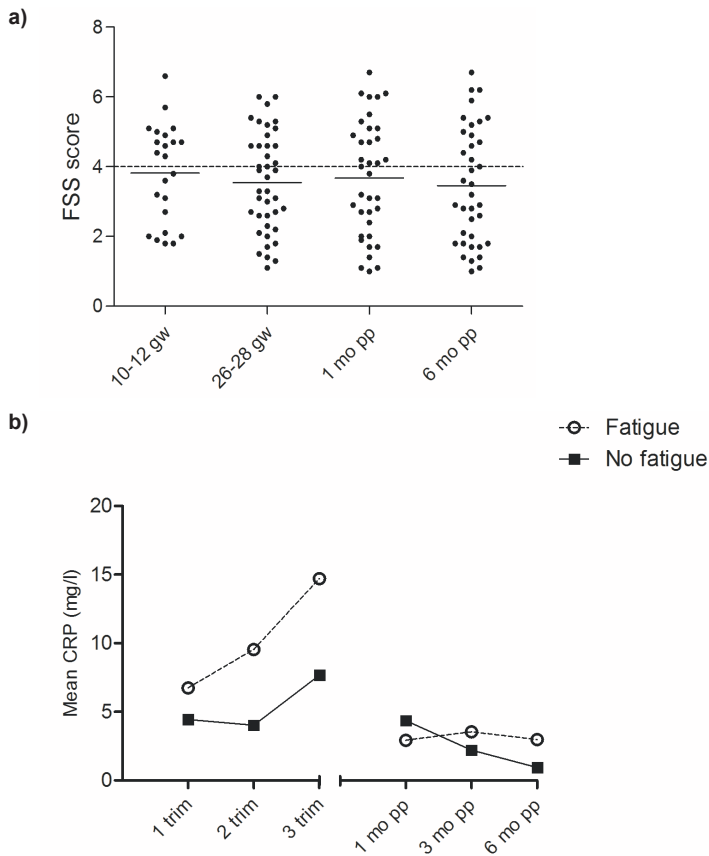 a)
8
6
4
2
0
FSS score
10-12 gw
26-28 gw
1 mo pp
6 mo pp
b)
Fatigue
No fatigue
20
15
10
5
0
Mean CRP (mg/l)
1 trim
2 trim
3 trim
1 mo pp
3 mo pp
6 mo pp